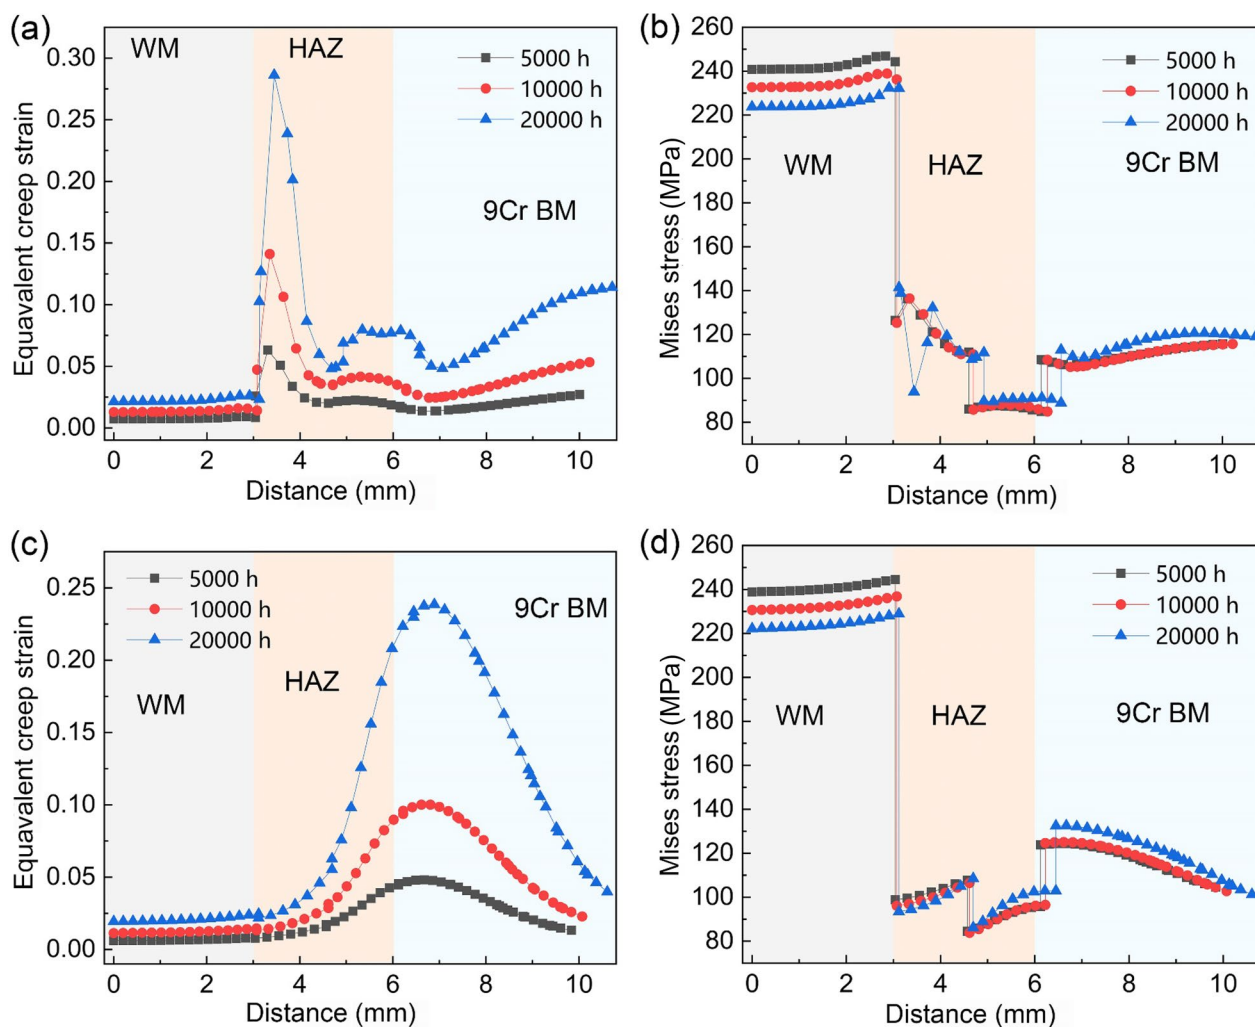 (a)
WM
HAZ
9Cr BM
5000 h
10000 h
20000 h
Equavalent creep strain
0.30
0.25
0.20
0.15
0.10
0.05
0.00
0 2 4 6 8 10
Distance (mm)
(b)
5000 h
10000 h
20000 h
WM
HAZ
9Cr BM
Mises stress (MPa)
260
240
220
200
180
160
140
120
100
80
0 2 4 6 8 10
Distance (mm)
(c)
5000 h
10000 h
20000 h
WM
HAZ
9Cr BM
Equavalent creep strain
0.25
0.20
0.15
0.10
0.05
0.00
0 2 4 6 8 10
Distance (mm)
(d)
5000 h
10000 h
20000 h
WM
HAZ
9Cr BM
Mises stress (MPa)
260
240
220
200
180
160
140
120
100
80
0 2 4 6 8 10
Distance (mm)